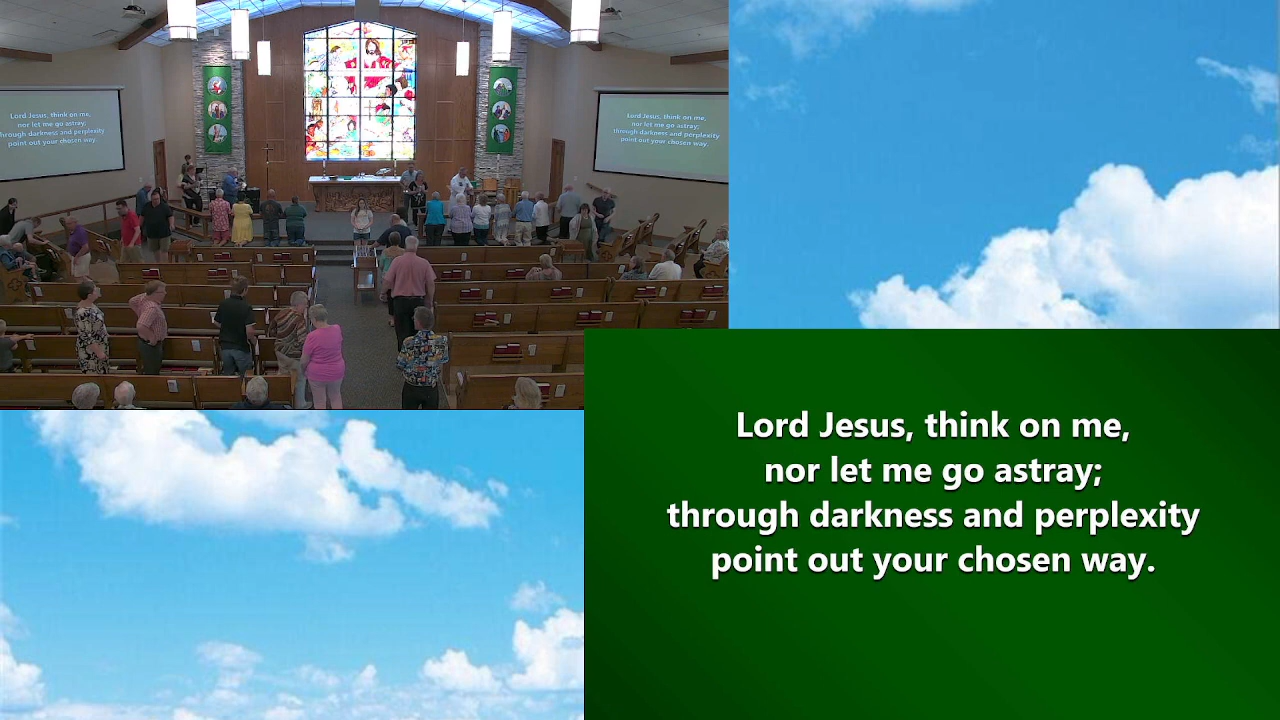 Lord Jesus, think on me,
nor let me go astray;
through darkness and perplexity
point out your chosen way.
Lord Jesus, think on me,
nor let me go astray;
through darkness and perplexity
point out your chosen way.
Lord Jesus, think on me,
nor let me go astray;
through darkness and perplexity
point out your chosen way.